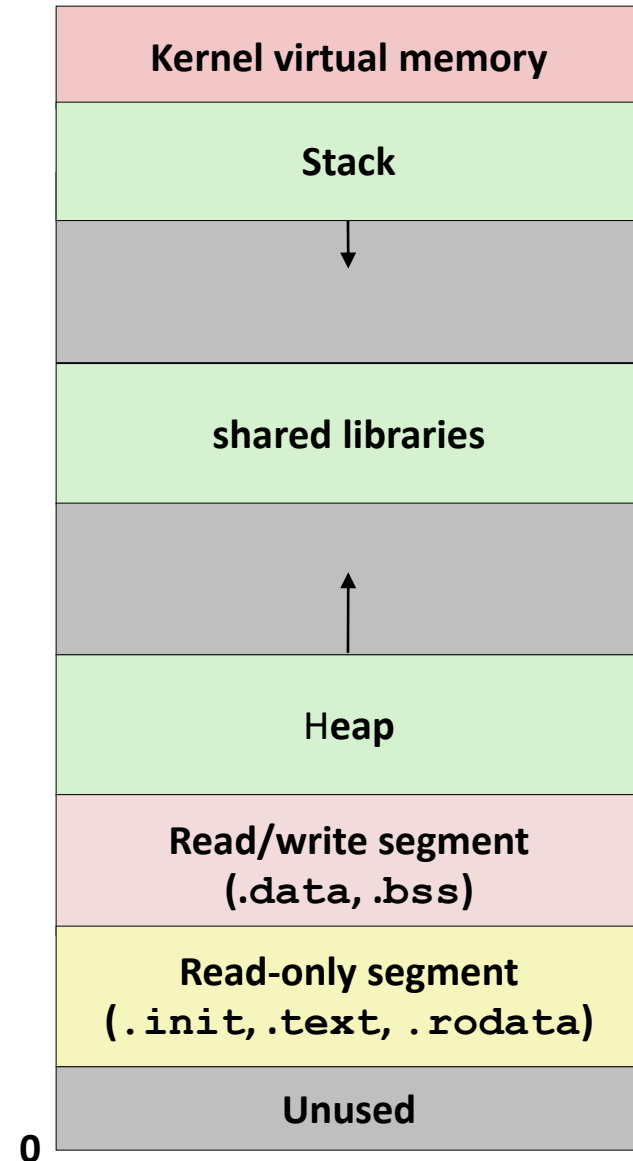 Kernel virtual memory
Stack
shared libraries
Heap
Read/write segment
(.data, .bss)
Read-only segment
(.init, .text, .rodata)
Unused
0